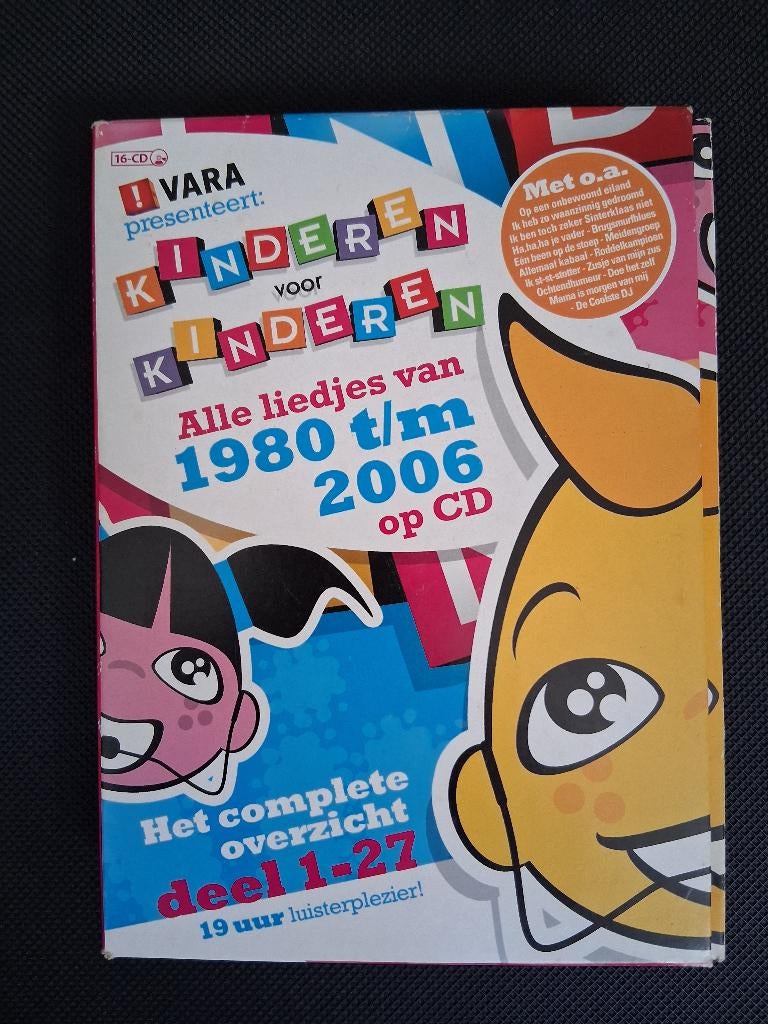 16-CD
! VARA
presenteert:
KINDEREN
voor
KINDEREN
Alle liedjes van
1980 t/m
2006
op CD
Met o.a.
Op een onbewoond eiland
Ik heb zo waanzinnig gedroomd
Ik ben toch zeker Sinterklaas niet
Ha,ha,ha je vader - Brugsmurfblues
Eén been op de stoep - Meidengroep
Allemaal kabaal - Roddelkampioen
Ik st-st-stotter - Zusje van mijn zus
Ochtendhumeur - Doe het zelf
Mama is morgen van mij
- De Coolste DJ
Het complete
overzicht
deel 1-27
19 uur luisterplezier!